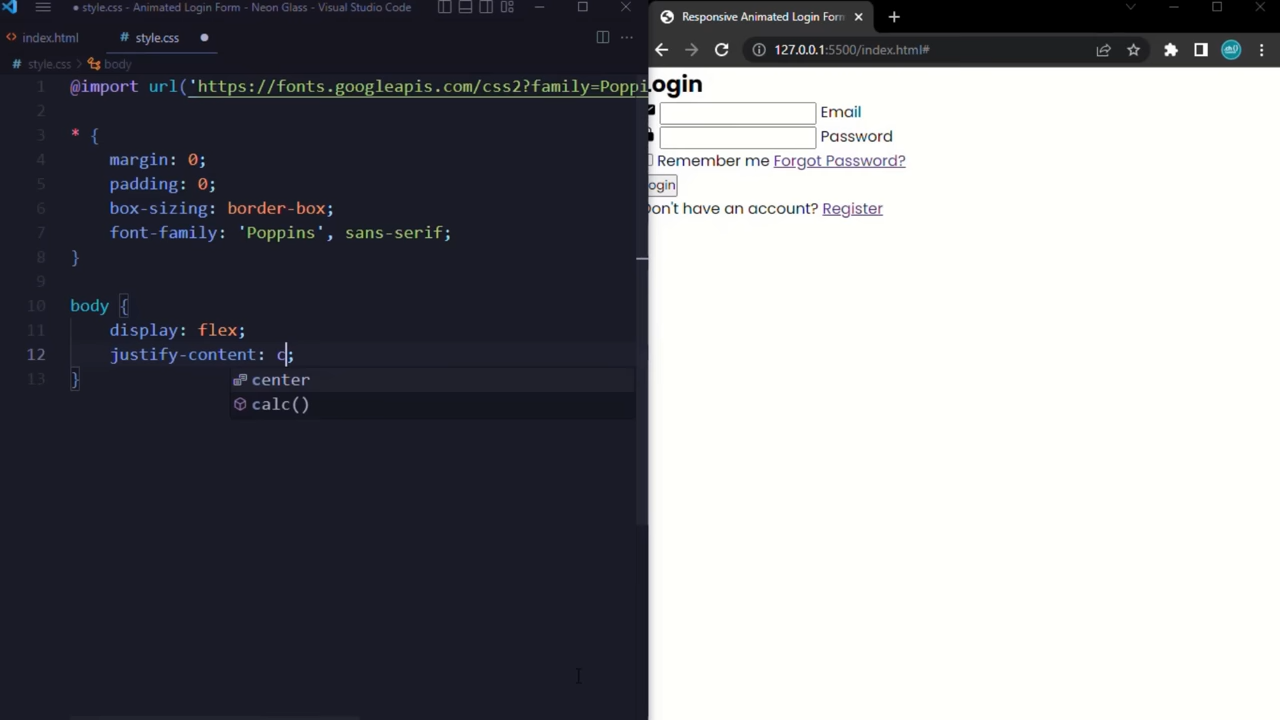 style.css - Animated Login Form - Neon Glass - Visual Studio Code
index.html
# style.css
# style.css > body
1 @import url('https://fonts.googleapis.com/css2?family=Poppi
2
3 * {
4 margin: 0;
5 padding: 0;
6 box-sizing: border-box;
7 font-family: 'Poppins', sans-serif;
8 }
9
10 body {
11 display: flex;
12 justify-content: c;
13 }
center
calc()
Responsive Animated Login Form
127.0.0.1:5500/index.html#
ogin
Email
Password
Remember me Forgot Password?
ogin
Don't have an account? Register